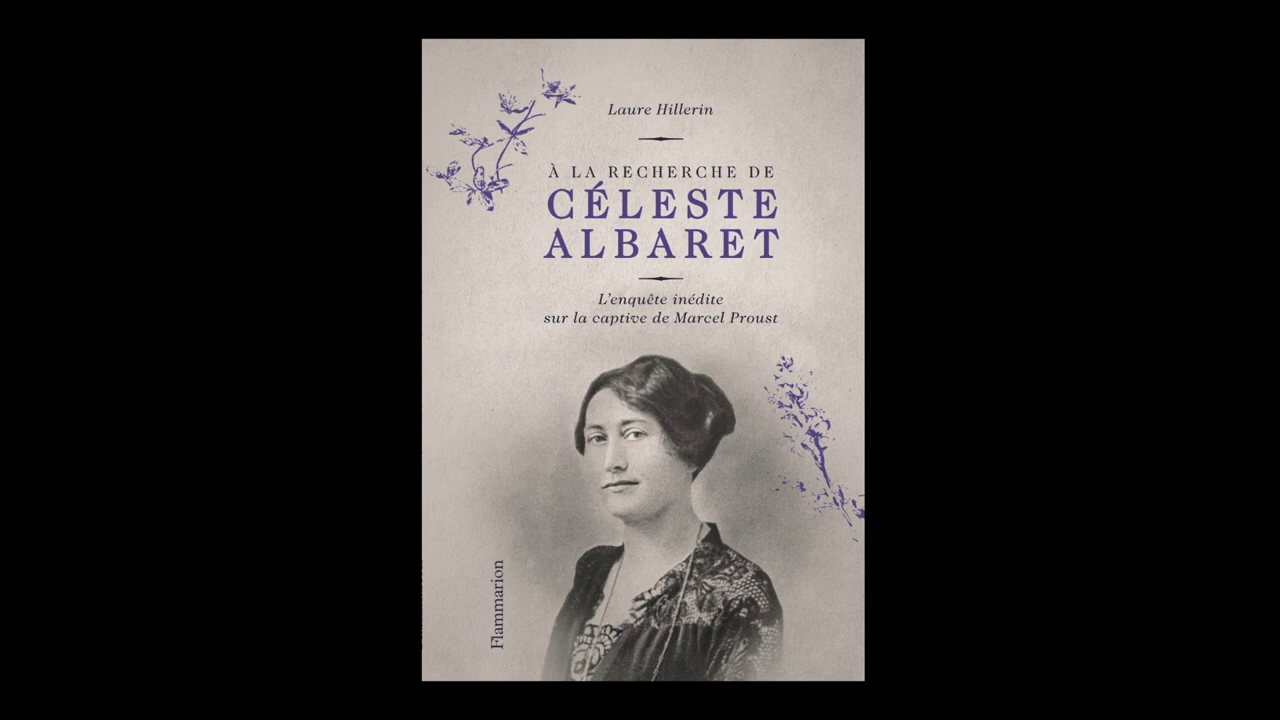 Laure Hillerin
À LA RECHERCHE DE
CÉLESTE
ALBARET
L'enquête inédite
sur la captive de Marcel Proust
Flammarion